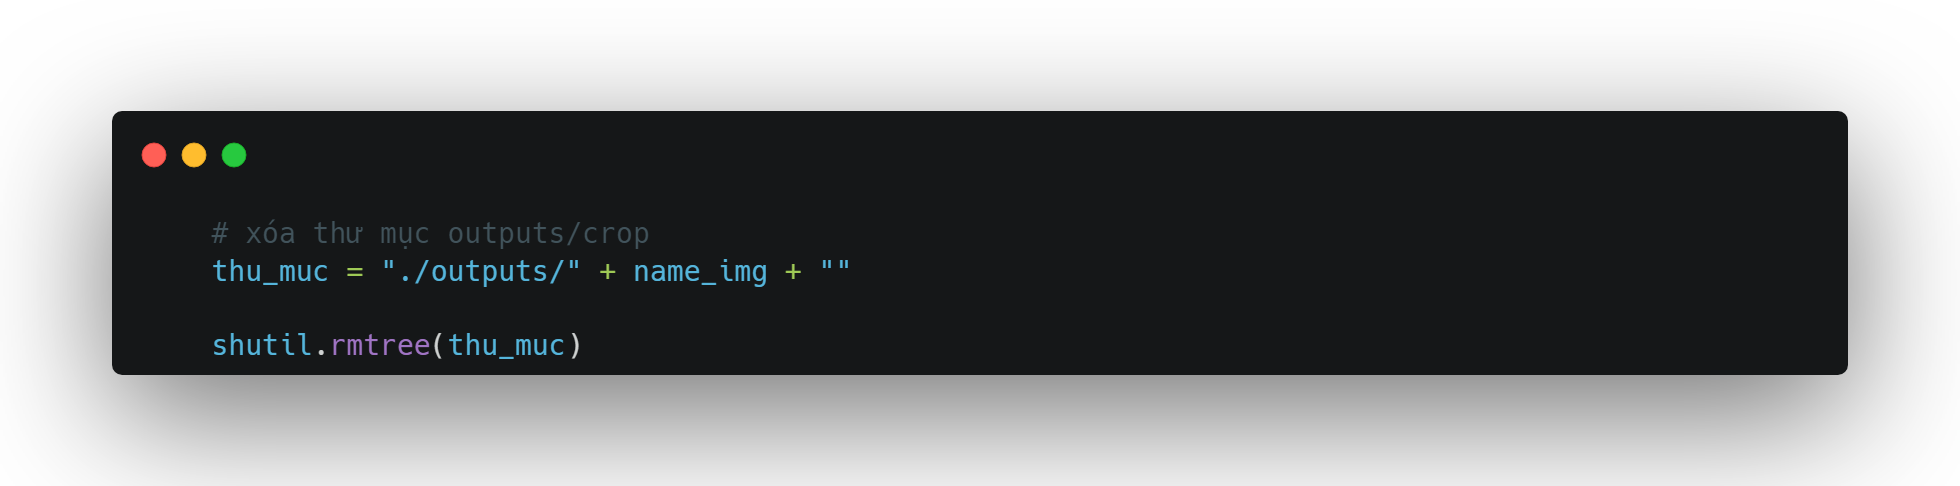 # xóa thư mục outputs/crop
thu_muc = "./outputs/" + name_img + ""
shutil.rmtree(thu_muc)